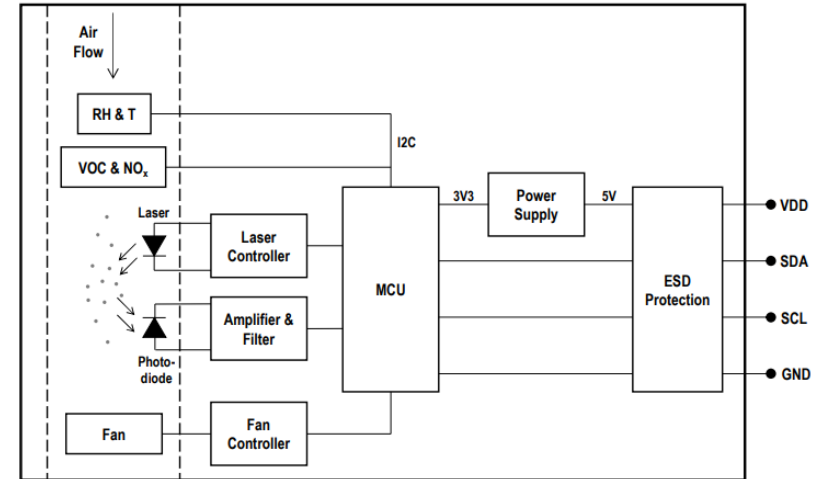 Air
Flow
RH & T
I2C
VOC & NOx
Laser
Laser
Controller
MCU
3V3
Power
Supply
5V
ESD
Protection
VDD
SDA
SCL
GND
Amplifier &
Filter
Photo-
diode
Fan
Fan
Controller